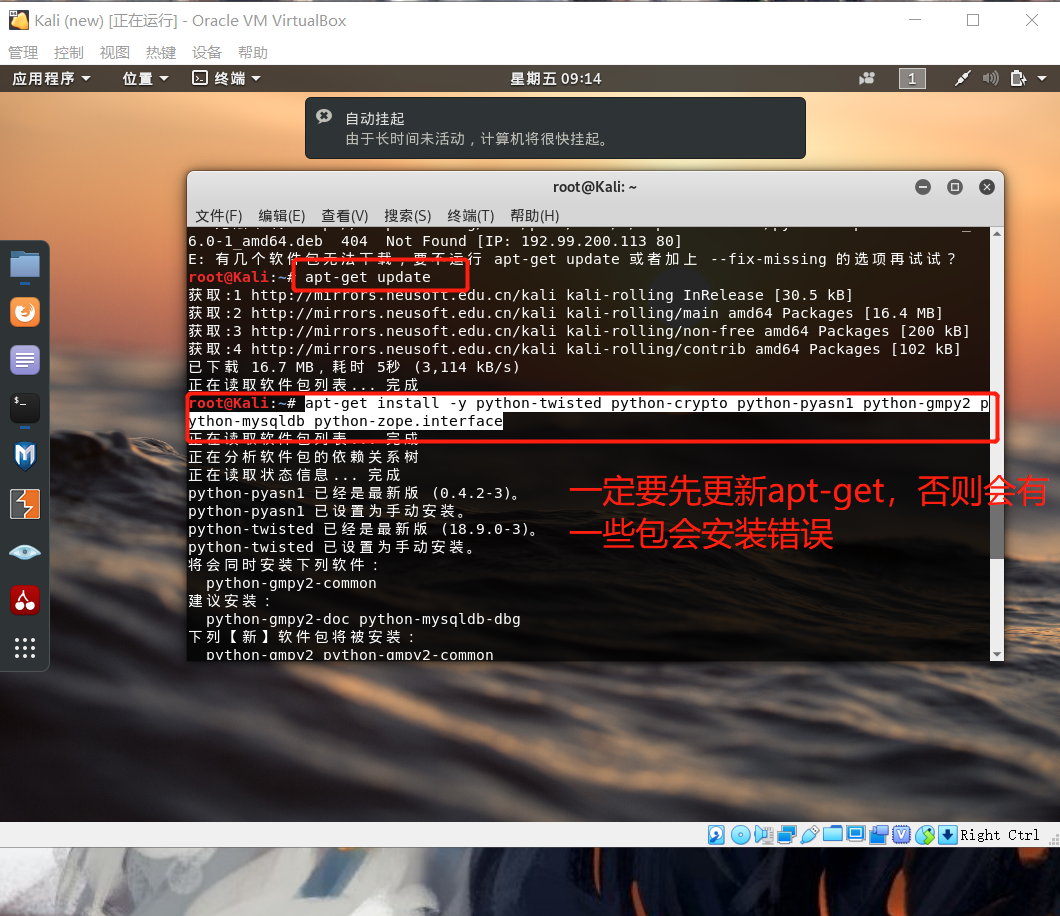 Kali (new) [正在运行] - Oracle VM VirtualBox
管理 控制 视图 热键 设备 帮助
应用程序 位置 终端 星期五 09:14 1
自动挂起
由于长时间未活动，计算机将很快挂起。
root@Kali: ~
文件(F) 编辑(E) 查看(V) 搜索(S) 终端(T) 帮助(H)
6.0-1_amd64.deb 404 Not Found [IP: 192.99.200.113 80]
E: 有几个软件包无法下载，要不运行 apt-get update 或者加上 --fix-missing 的选项再试试？
root@Kali:~# apt-get update
获取:1 http://mirrors.neusoft.edu.cn/kali kali-rolling InRelease [30.5 kB]
获取:2 http://mirrors.neusoft.edu.cn/kali kali-rolling/main amd64 Packages [16.4 MB]
获取:3 http://mirrors.neusoft.edu.cn/kali kali-rolling/non-free amd64 Packages [200 kB]
获取:4 http://mirrors.neusoft.edu.cn/kali kali-rolling/contrib amd64 Packages [102 kB]
已下载 16.7 MB，耗时 5秒 (3,114 kB/s)
正在读取软件包列表... 完成
root@Kali:~# apt-get install -y python-twisted python-crypto python-pyasn1 python-gmpy2 p
ython-mysqldb python-zope.interface
正在读取软件包列表... 完成
正在分析软件包的依赖关系树
正在读取状态信息... 完成
python-pyasn1 已经是最新版 (0.4.2-3)。
python-pyasn1 已设置为手动安装。
python-twisted 已经是最新版 (18.9.0-3)。
python-twisted 已设置为手动安装。
将会同时安装下列软件：
python-gmpy2-common
建议安装：
python-gmpy2-doc python-mysqldb-dbg
下列【新】软件包将被安装：
python-gmpy2 python-gmpy2-common
一定要先更新apt-get，否则会有
一些包会安装错误
Right Ctrl